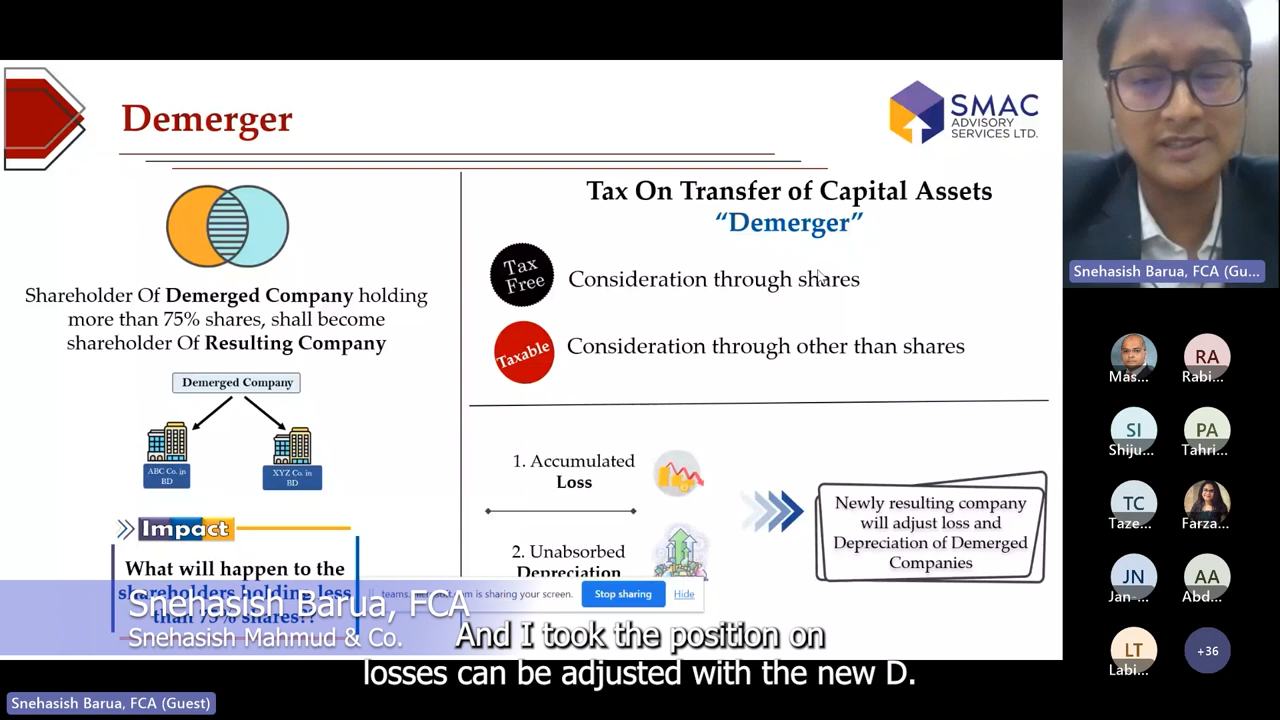 Demerger
SMAC
ADVISORY
SERVICES LTD.
Shareholder Of Demerged Company holding
more than 75% shares, shall become
shareholder Of Resulting Company
Demerged Company
ABC Co. in
BD
XYZ Co. in
BD
Impact
What will happen to the
shareholders holding less
than 75% shares??
Tax On Transfer of Capital Assets
“Demerger”
Tax
Free
Consideration through shares
Taxable
Consideration through other than shares
1. Accumulated
Loss
2. Unabsorbed
Depreciation
Newly resulting company
will adjust loss and
Depreciation of Demerged
Companies
is sharing your screen.
Stop sharing
Hide
Snehasish Barua, FCA
Snehasish Mahmud & Co.
And I took the position on
losses can be adjusted with the new D.
Snehasish Barua, FCA (Guest)
Snehasish Barua, FCA (Gu...
Mas...
RA
Rabi...
SI
Shiju...
PA
Tahri...
TC
Taze...
Farza...
JN
Jan-...
AA
Abd...
LT
Labi...
+36